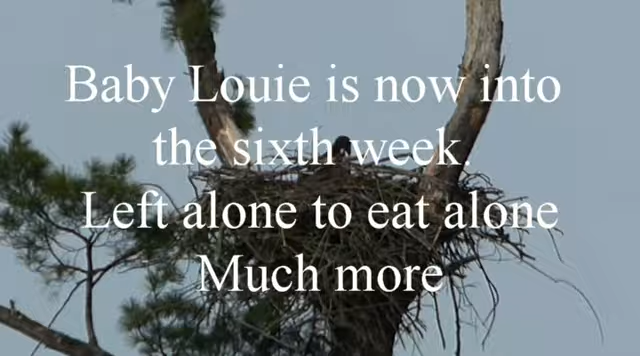 Baby Louie is now into
the sixth week.
Left alone to eat alone
Much more